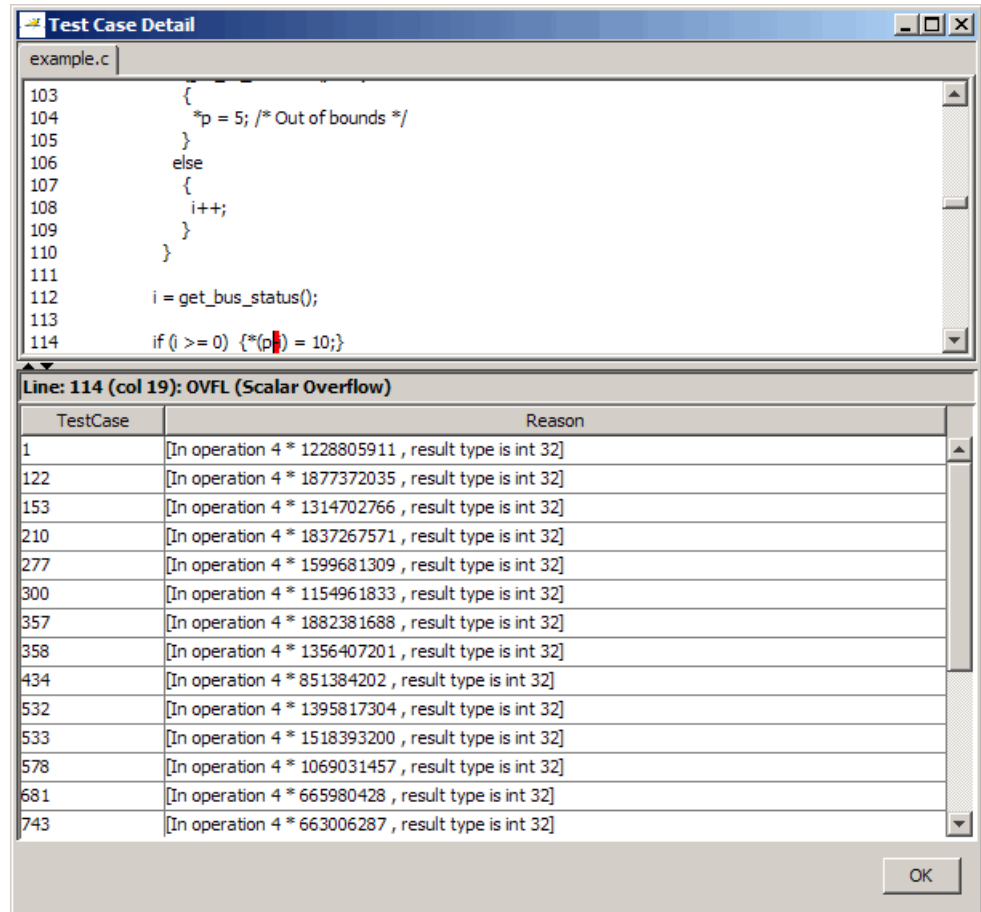 Test Case Detail
example.c
103 {
104 *p = 5; /* Out of bounds */
105 }
106 else
107 {
108 i++;
109 }
110 }
111
112 i = get_bus_status();
113
114 if (i >= 0) {*(p-i) = 10;}
Line: 114 (col 19): OVFL (Scalar Overflow)
TestCase Reason
1 [In operation 4 * 1228805911 , result type is int 32]
122 [In operation 4 * 1877372035 , result type is int 32]
153 [In operation 4 * 1314702766 , result type is int 32]
210 [In operation 4 * 1837267571 , result type is int 32]
277 [In operation 4 * 1599681309 , result type is int 32]
300 [In operation 4 * 1154961833 , result type is int 32]
357 [In operation 4 * 1882381688 , result type is int 32]
358 [In operation 4 * 1356407201 , result type is int 32]
434 [In operation 4 * 851384202 , result type is int 32]
532 [In operation 4 * 1395817304 , result type is int 32]
533 [In operation 4 * 1518393200 , result type is int 32]
578 [In operation 4 * 1069031457 , result type is int 32]
681 [In operation 4 * 665980428 , result type is int 32]
743 [In operation 4 * 663006287 , result type is int 32]
OK